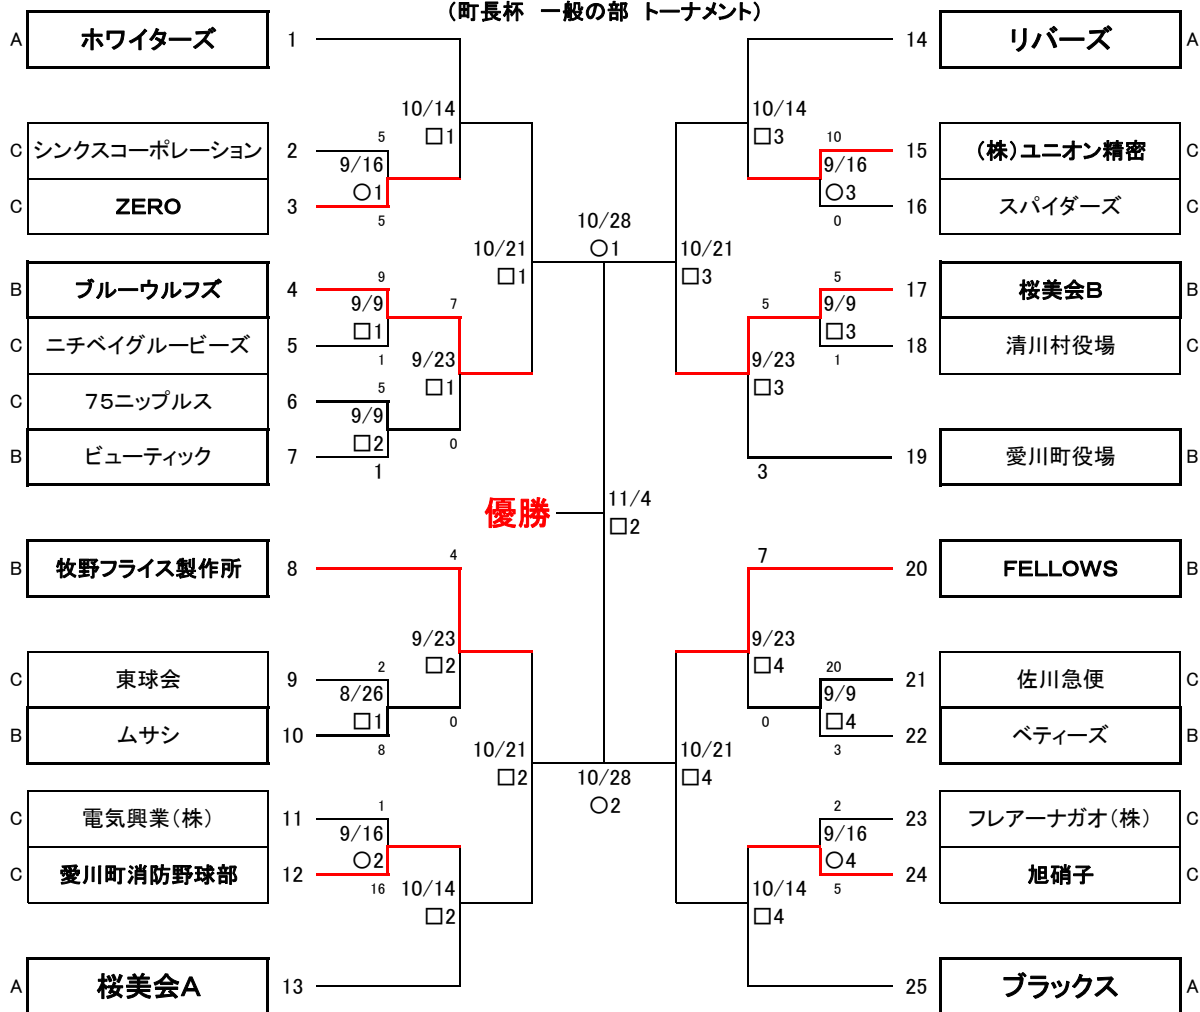 (町長杯 一般の部 トーナメント)
A ホワイターズ 1
14 リバーズ A
10/14
□1
10/14
□3
C シンクスコーポレーション 2
5
9/16
○1
C ZERO 3
5
10
15 (株)ユニオン精密 C
9/16
○3
16 スパイダーズ C
0
10/28
○1
10/21
□1
10/21
□3
B ブルーウルフズ 4
9
9/9
□1
7
C ニチベイグルービーズ 5
1
9/23
□1
C 75ニップルス 6
5
9/9
□2
0
B ビューティック 7
1
5
17 桜美会B B
5
9/9
□3
18 清川村役場 C
1
9/23
□3
19 愛川町役場 B
3
優勝
11/4
□2
B 牧野フライス製作所 8
4
7
20 FELLOWS B
9/23
□2
9/23
□4
C 東球会 9
2
8/26
□1
B ムサシ 10
8
0
20
21 佐川急便 C
9/9
□4
0
22 ベティーズ B
3
10/21
□2
10/28
○2
10/21
□4
C 電気興業(株) 11
1
9/16
○2
C 愛川町消防野球部 12
16
10/14
□2
2
23 フレアーナガオ(株) C
9/16
○4
24 旭硝子 C
5
10/14
□4
A 桜美会A 13
25 ブラックス A